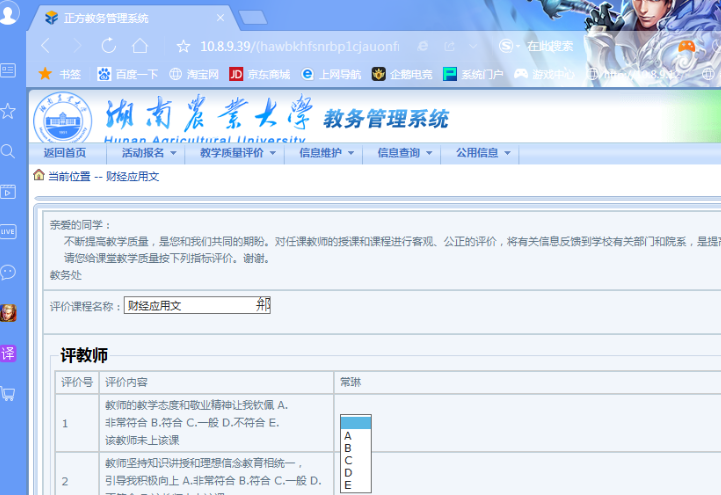 正方教务管理系统
10.8.9.39/(hawbkhfsnrbp1cjauonfi
在此搜索
书签 百度一下 淘宝网 JD 京东商城 上网导航 企鹅电竞 系统门户 游戏中心
LIVE
译
湖南农业大学 教务管理系统
Hunan Agricultural University
返回首页 活动报名 教学质量评价 信息维护 信息查询 公用信息
当前位置 -- 财经应用文
亲爱的同学：
不断提高教学质量，是您和我们共同的期盼。对任课教师的授课和课程进行客观、公正的评价，将有关信息反馈到学校有关部门和院系，是提
请您给课堂教学质量按下列指标评价。谢谢。
教务处
评价课程名称： 财经应用文
评教师
评价号 评价内容 常琳
1 教师的教学态度和敬业精神让我钦佩 A.
非常符合 B.符合 C.一般 D.不符合 E.
该教师未上该课
A
B
C
D
E
2 教师坚持知识讲授和理想信念教育相统一，
引导我积极向上 A.非常符合 B.符合 C.一般 D.